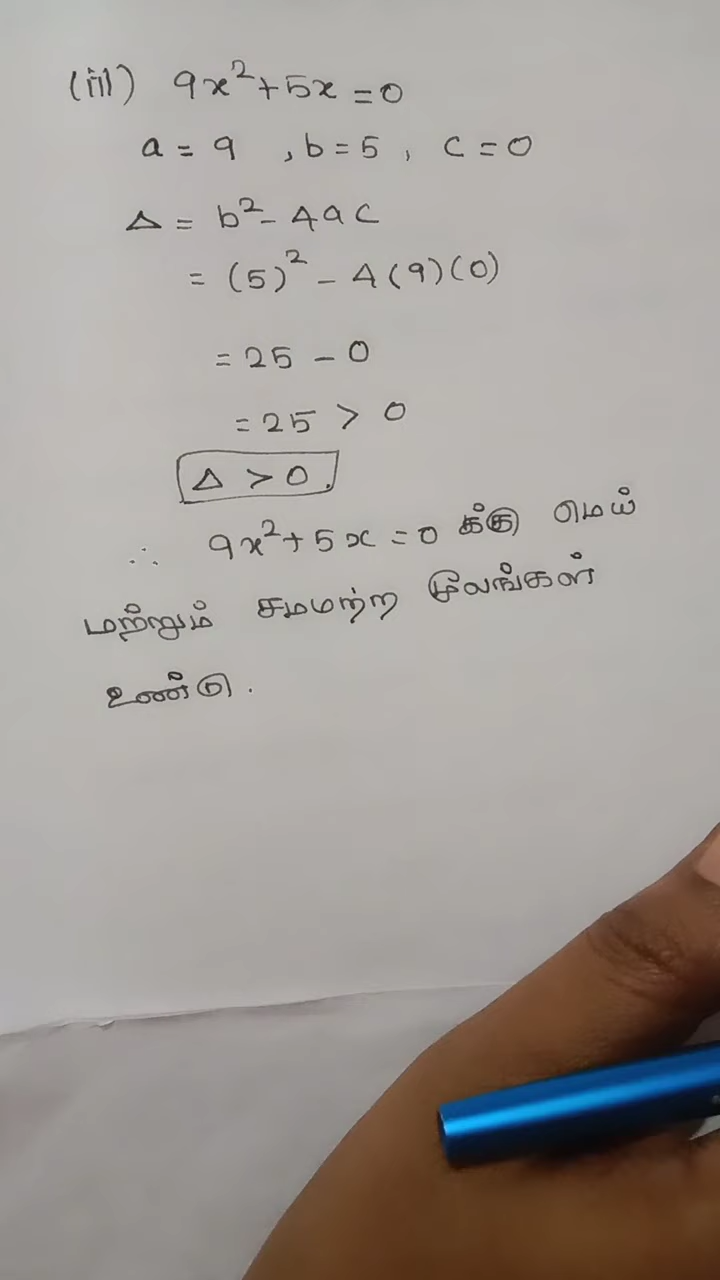 (iii) 9x²+5x=0
a = 9 , b = 5 , c = 0
Δ = b² - 4ac
= (5)² - 4(9)(0)
= 25 - 0
= 25 > 0
Δ > 0.
∴ 9x²+5x=0 க்கு மெய்
மற்றும் சமமற்ற மூலங்கள்
உண்டு.